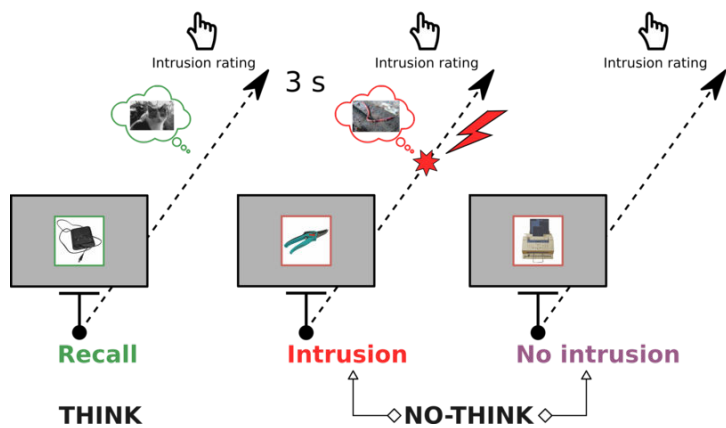 Intrusion rating
Intrusion rating
Intrusion rating
3 s
Recall
Intrusion
No intrusion
THINK
NO-THINK